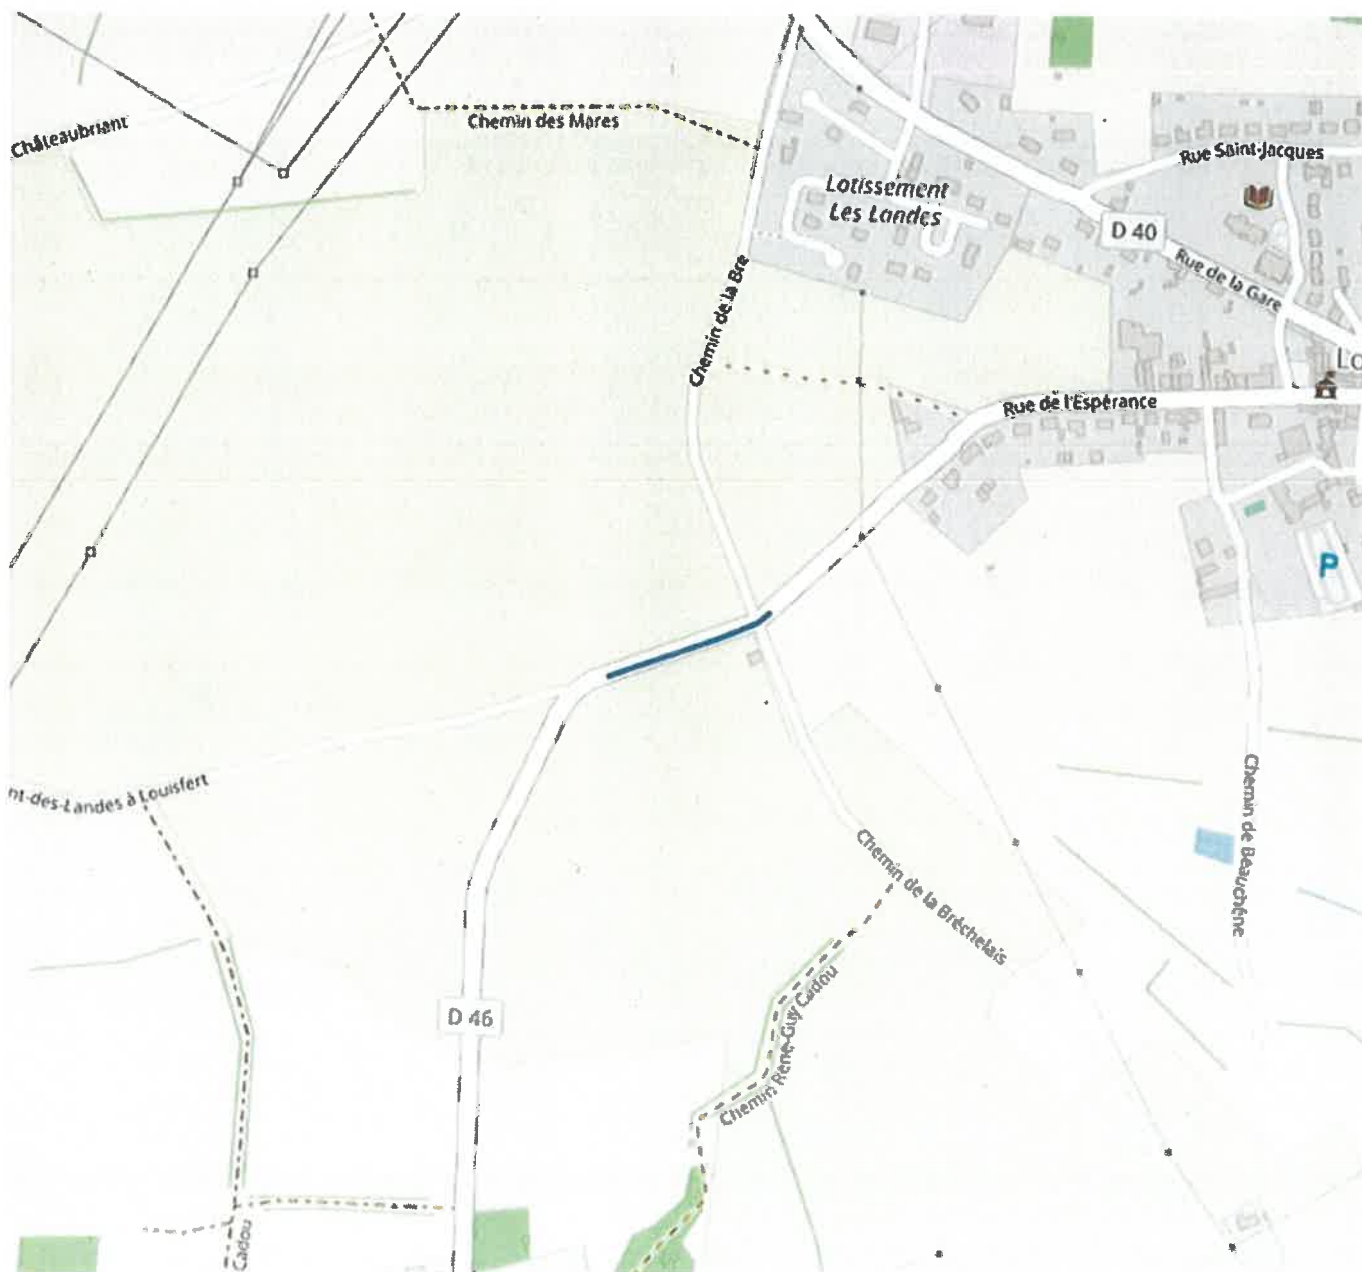 Châteaubriant
Chemin des Mares
Rue Saint-Jacques
Lotissement
Les Landes
D 40
Rue de la Gare
Chemin de la Bre
Lo
Rue de l'Espérance
P
nt-des-Landes à Louisfert
Chemin de la Bréchelais
Chemin de Beauchêne
Chemin René-Guy Cadou
D 46
Cadou